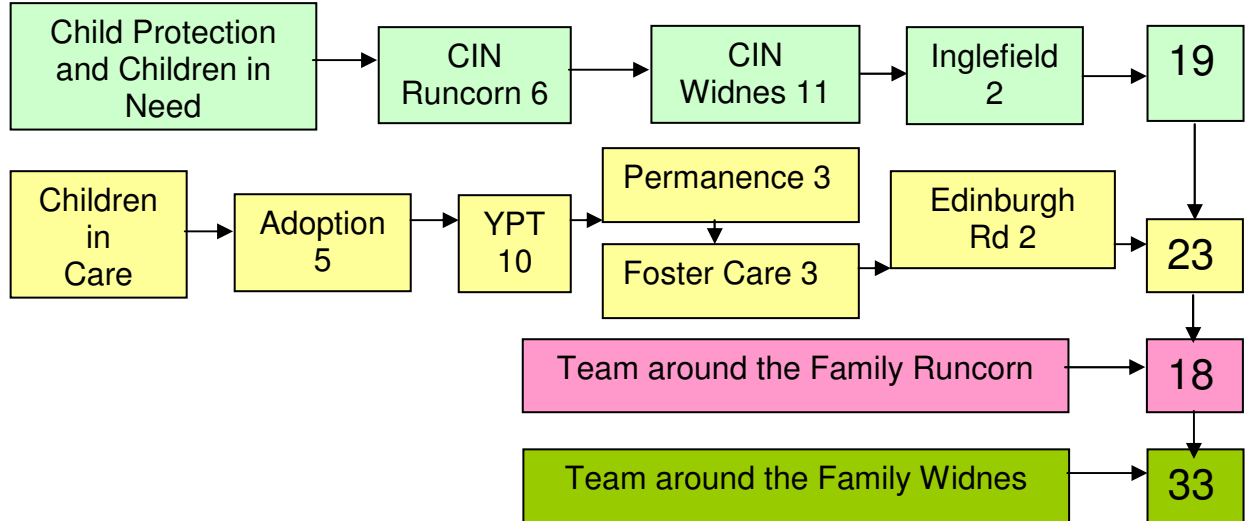 Child Protection
and Children in
Need
CIN
Runcorn 6
CIN
Widnes 11
Inglefield
2
19
Children
in
Care
Adoption
5
YPT
10
Permanence 3
Foster Care 3
Edinburgh
Rd 2
23
Team around the Family Runcorn
18
Team around the Family Widnes
33